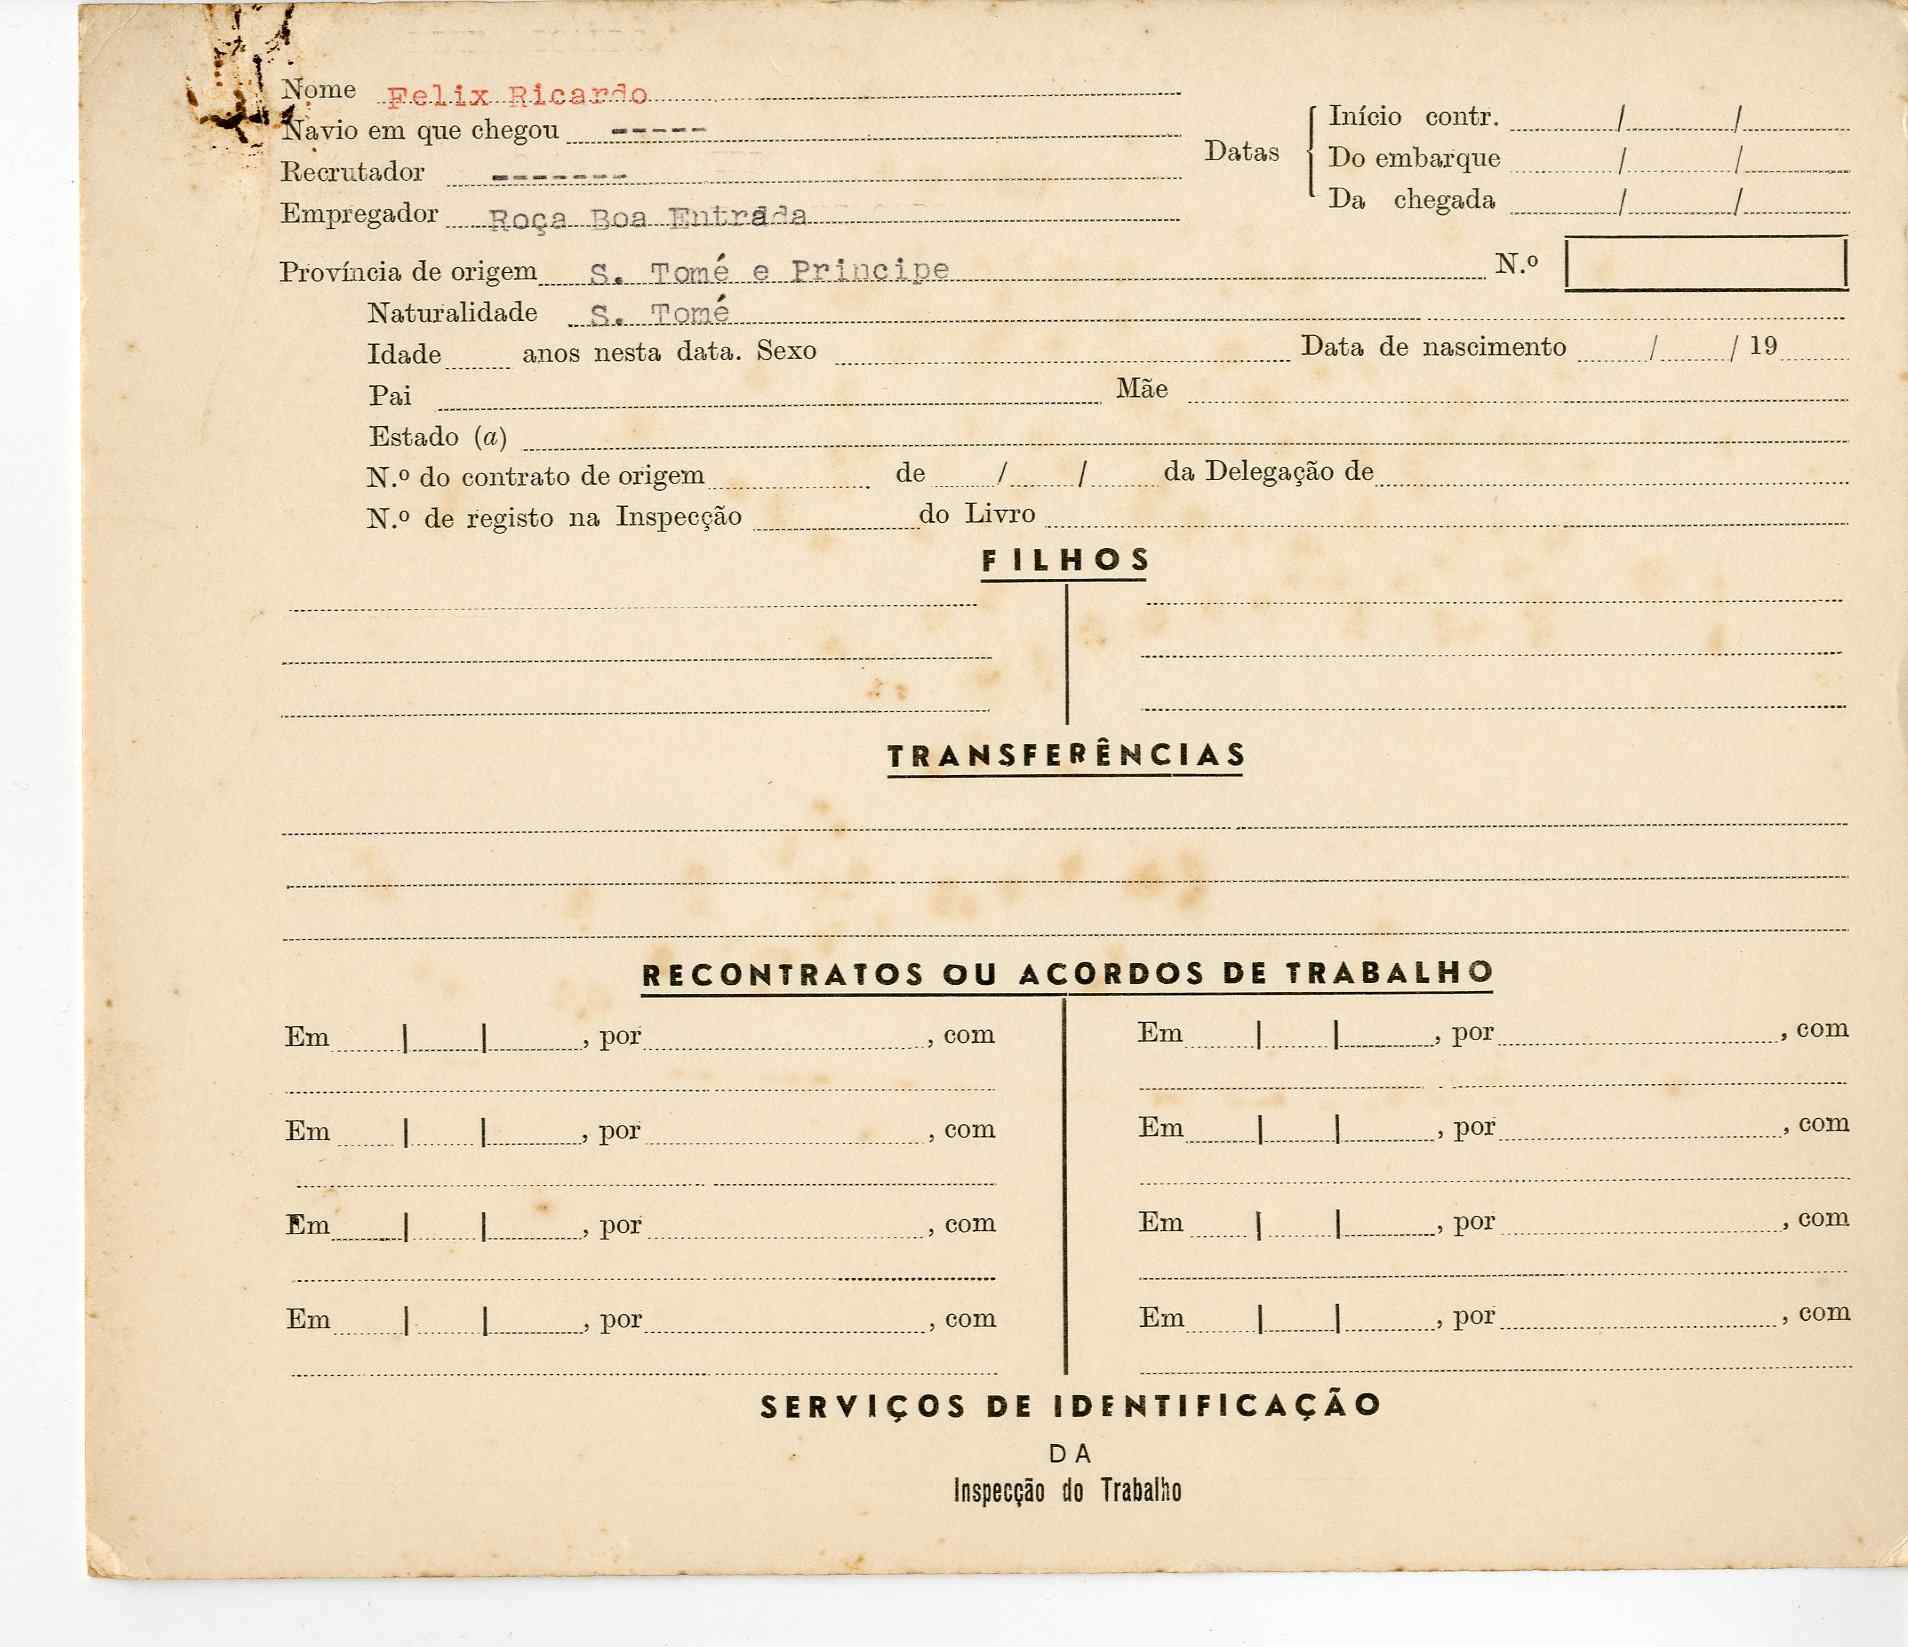 Nome Felix Ricardo
Navio em que chegou -----
Recrutador -------
Empregador Roça Boa Entrada
Datas
Início contr. / /
Do embarque / /
Da chegada / /
Província de origem S. Tomé e Principe N.º
Naturalidade S. Tomé
Idade anos nesta data. Sexo Data de nascimento / / 19
Pai Mãe
Estado (a)
N.º do contrato de origem de / / da Delegação de
N.º de registo na Inspecção do Livro
FILHOS
TRANSFERÊNCIAS
RECONTRATOS OU ACORDOS DE TRABALHO
Em | | , por , com Em | | , por , com
Em | | , por , com Em | | , por , com
Em | | , por , com Em | | , por , com
Em | | , por , com Em | | , por , com
SERVIÇOS DE IDENTIFICAÇÃO
DA
Inspecção do Trabalho